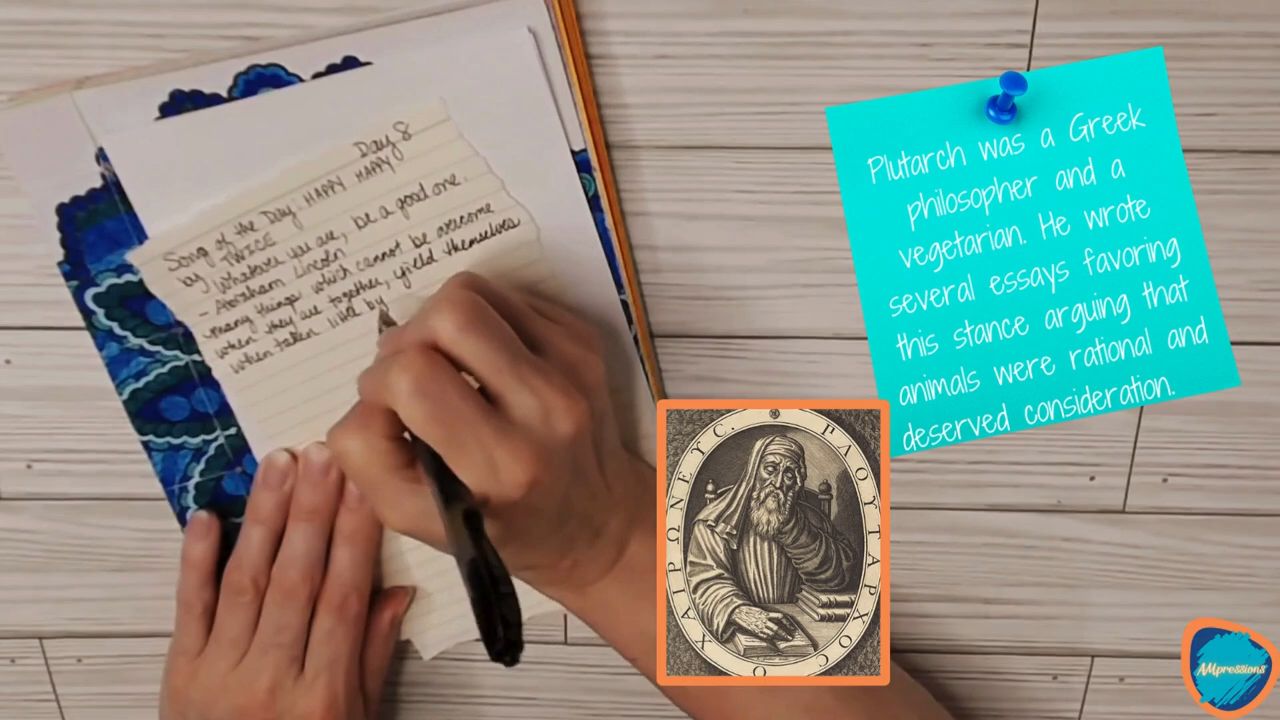 Day 8
Song of the Day: HAPPY HAPPY
by TWICE
- Whatever you are, be a good one.
- Abraham Lincoln
- many things which cannot be overcome
when they are together, yield themselves
when taken little by
Plutarch was a Greek
philosopher and a
vegetarian. He wrote
several essays favoring
this stance arguing that
animals were rational and
deserved consideration.
ΠΛΟΥΤΑΡΧΟΣ ΧΑΙΡΩΝΕΥΣ.
AMpressions